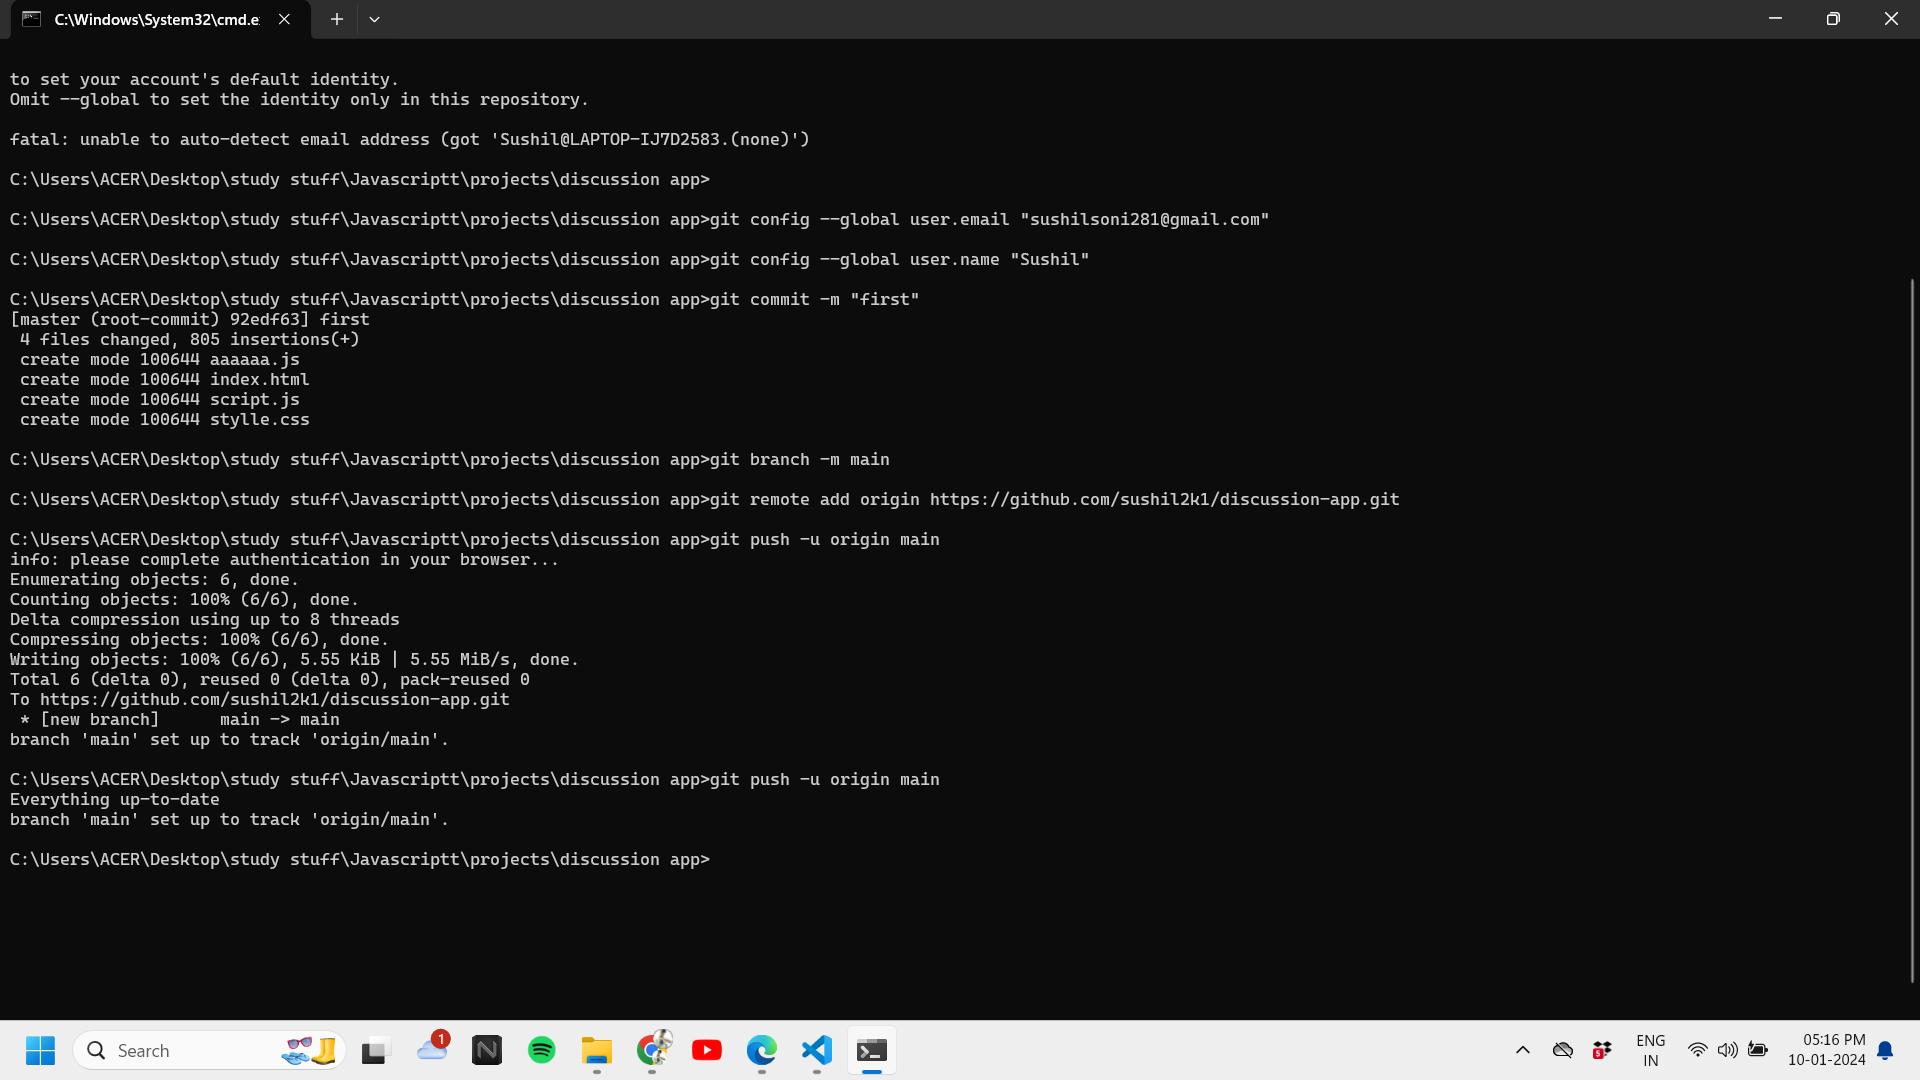 C:\Windows\System32\cmd.e
to set your account's default identity.
Omit --global to set the identity only in this repository.
fatal: unable to auto-detect email address (got 'Sushil@LAPTOP-IJ7D2583.(none)')
C:\Users\ACER\Desktop\study stuff\Javascriptt\projects\discussion app>
C:\Users\ACER\Desktop\study stuff\Javascriptt\projects\discussion app>git config --global user.email "sushilsoni281@gmail.com"
C:\Users\ACER\Desktop\study stuff\Javascriptt\projects\discussion app>git config --global user.name "Sushil"
C:\Users\ACER\Desktop\study stuff\Javascriptt\projects\discussion app>git commit -m "first"
[master (root-commit) 92edf63] first
 4 files changed, 805 insertions(+)
 create mode 100644 aaaaaa.js
 create mode 100644 index.html
 create mode 100644 script.js
 create mode 100644 stylle.css
C:\Users\ACER\Desktop\study stuff\Javascriptt\projects\discussion app>git branch -m main
C:\Users\ACER\Desktop\study stuff\Javascriptt\projects\discussion app>git remote add origin https://github.com/sushil2k1/discussion-app.git
C:\Users\ACER\Desktop\study stuff\Javascriptt\projects\discussion app>git push -u origin main
info: please complete authentication in your browser...
Enumerating objects: 6, done.
Counting objects: 100% (6/6), done.
Delta compression using up to 8 threads
Compressing objects: 100% (6/6), done.
Writing objects: 100% (6/6), 5.55 KiB | 5.55 MiB/s, done.
Total 6 (delta 0), reused 0 (delta 0), pack-reused 0
To https://github.com/sushil2k1/discussion-app.git
 * [new branch]      main -> main
branch 'main' set up to track 'origin/main'.
C:\Users\ACER\Desktop\study stuff\Javascriptt\projects\discussion app>git push -u origin main
Everything up-to-date
branch 'main' set up to track 'origin/main'.
C:\Users\ACER\Desktop\study stuff\Javascriptt\projects\discussion app>
Search
1
5
ENG
IN
05:16 PM
10-01-2024